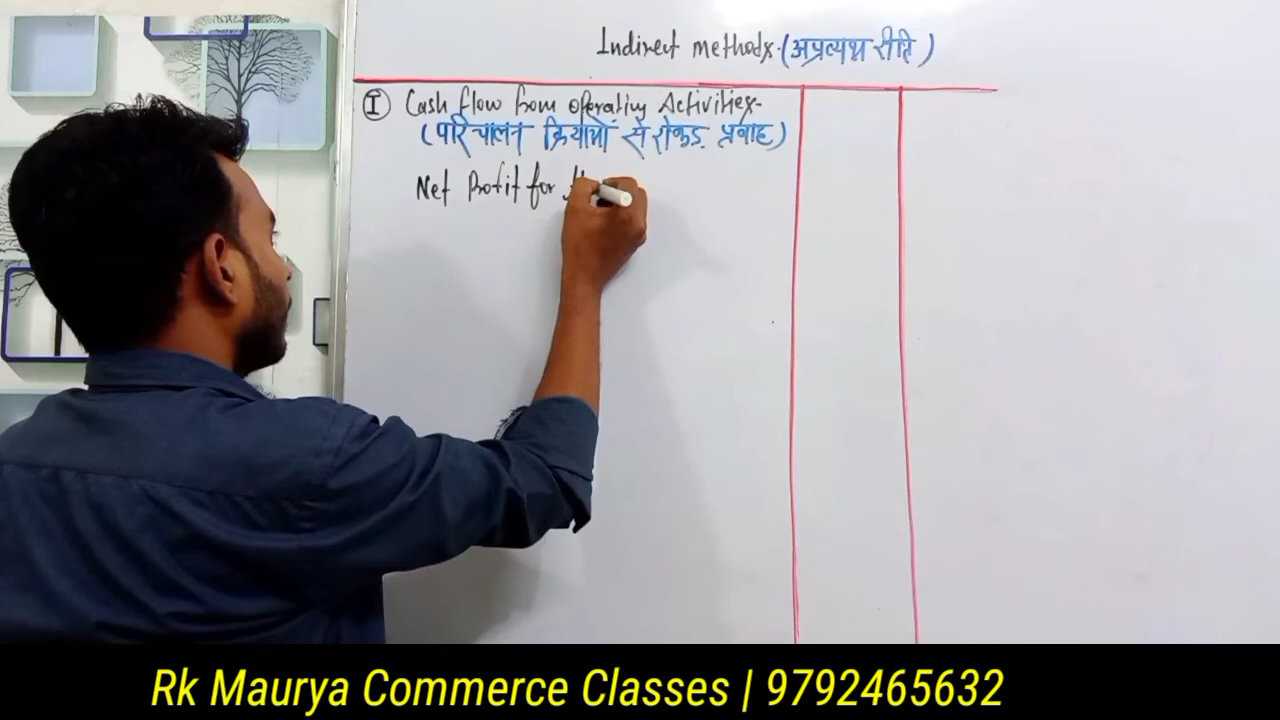 Indirect methods. (अप्रत्यक्ष रीति)
I Cash flow from operating Activities-
(परिचालन क्रियाओं से रोकड़ प्रवाह)
Net Profit for
Rk Maurya Commerce Classes | 9792465632